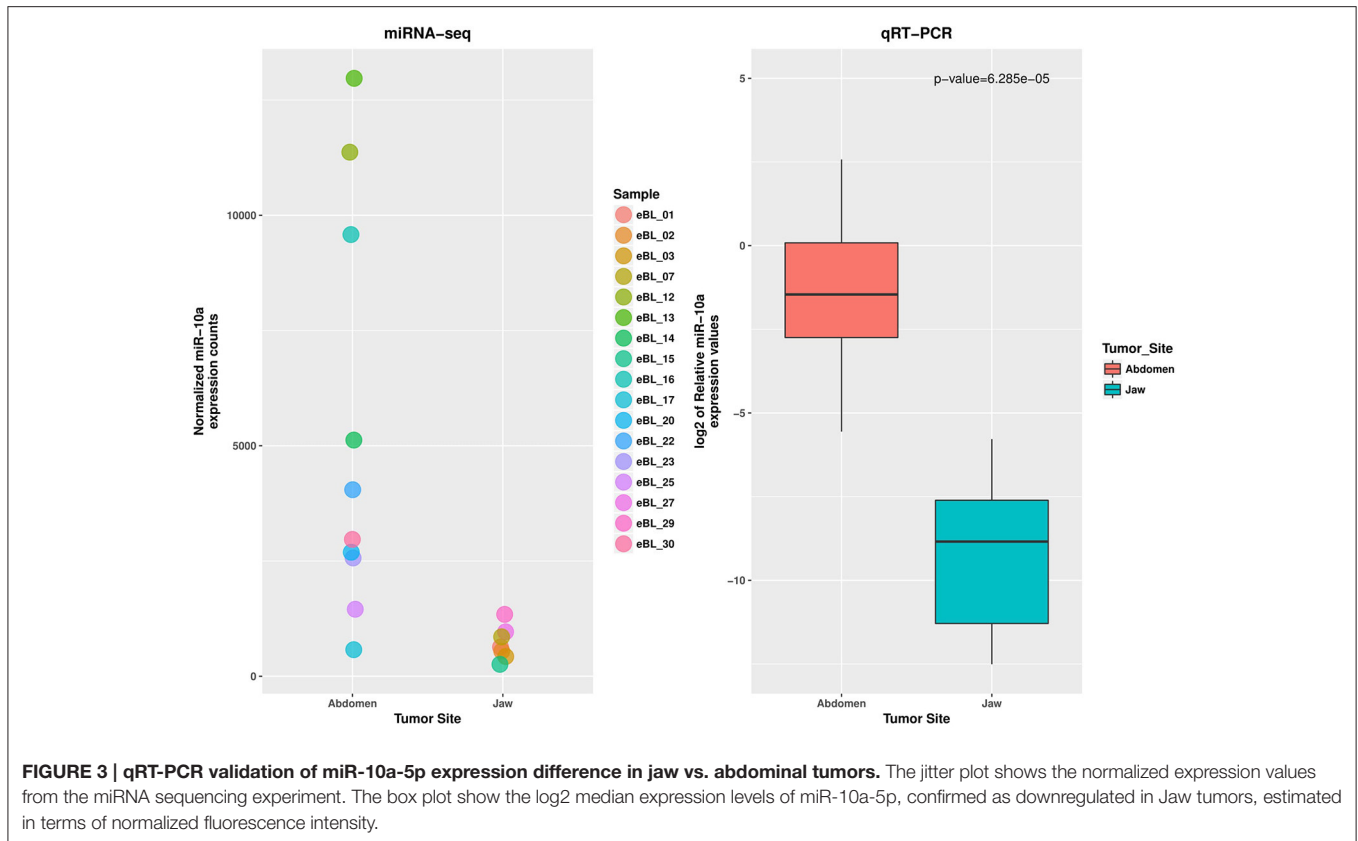 miRNA−seq
Normalized miR−10a
expression counts
10000
5000
0
Abdomen
Jaw
Tumor Site
Sample
eBL_01
eBL_02
eBL_03
eBL_07
eBL_12
eBL_13
eBL_14
eBL_15
eBL_16
eBL_17
eBL_20
eBL_22
eBL_23
eBL_25
eBL_27
eBL_29
eBL_30
qRT−PCR
p−value=6.285e−05
log2 of Relative miR−10a
expression values
5
0
−5
−10
Abdomen
Jaw
Tumor Site
Tumor_Site
Abdomen
Jaw
FIGURE 3 | qRT-PCR validation of miR-10a-5p expression difference in jaw vs. abdominal tumors. The jitter plot shows the normalized expression values
from the miRNA sequencing experiment. The box plot show the log2 median expression levels of miR-10a-5p, confirmed as downregulated in Jaw tumors, estimated
in terms of normalized fluorescence intensity.